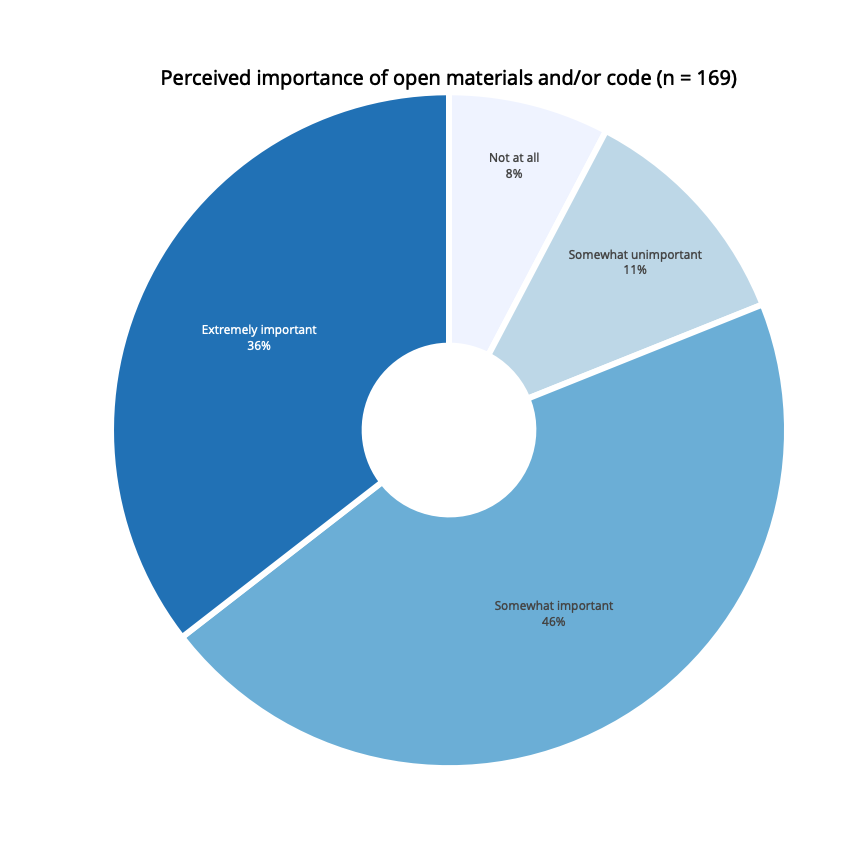 Perceived importance of open materials and/or code (n = 169)
Not at all
8%
Somewhat unimportant
11%
Extremely important
36%
Somewhat important
46%